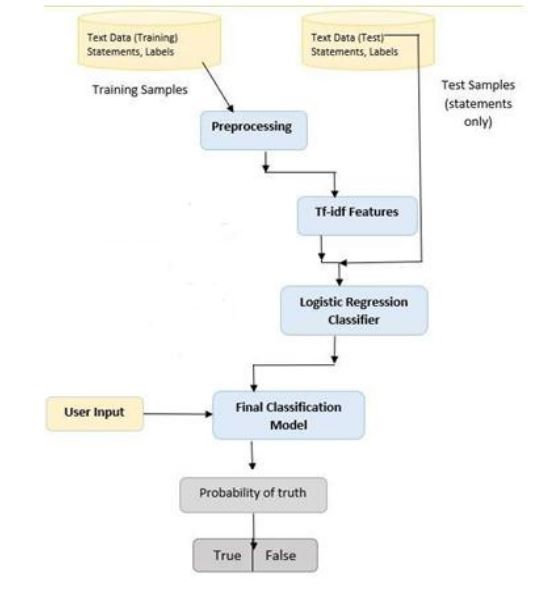 Text Data (Training)
Statements, Labels
Text Data (Test)
Statements, Labels
Training Samples
Test Samples
(statements
only)
Preprocessing
Tf-idf Features
Logistic Regression
Classifier
User Input
Final Classification
Model
Probability of truth
True
False